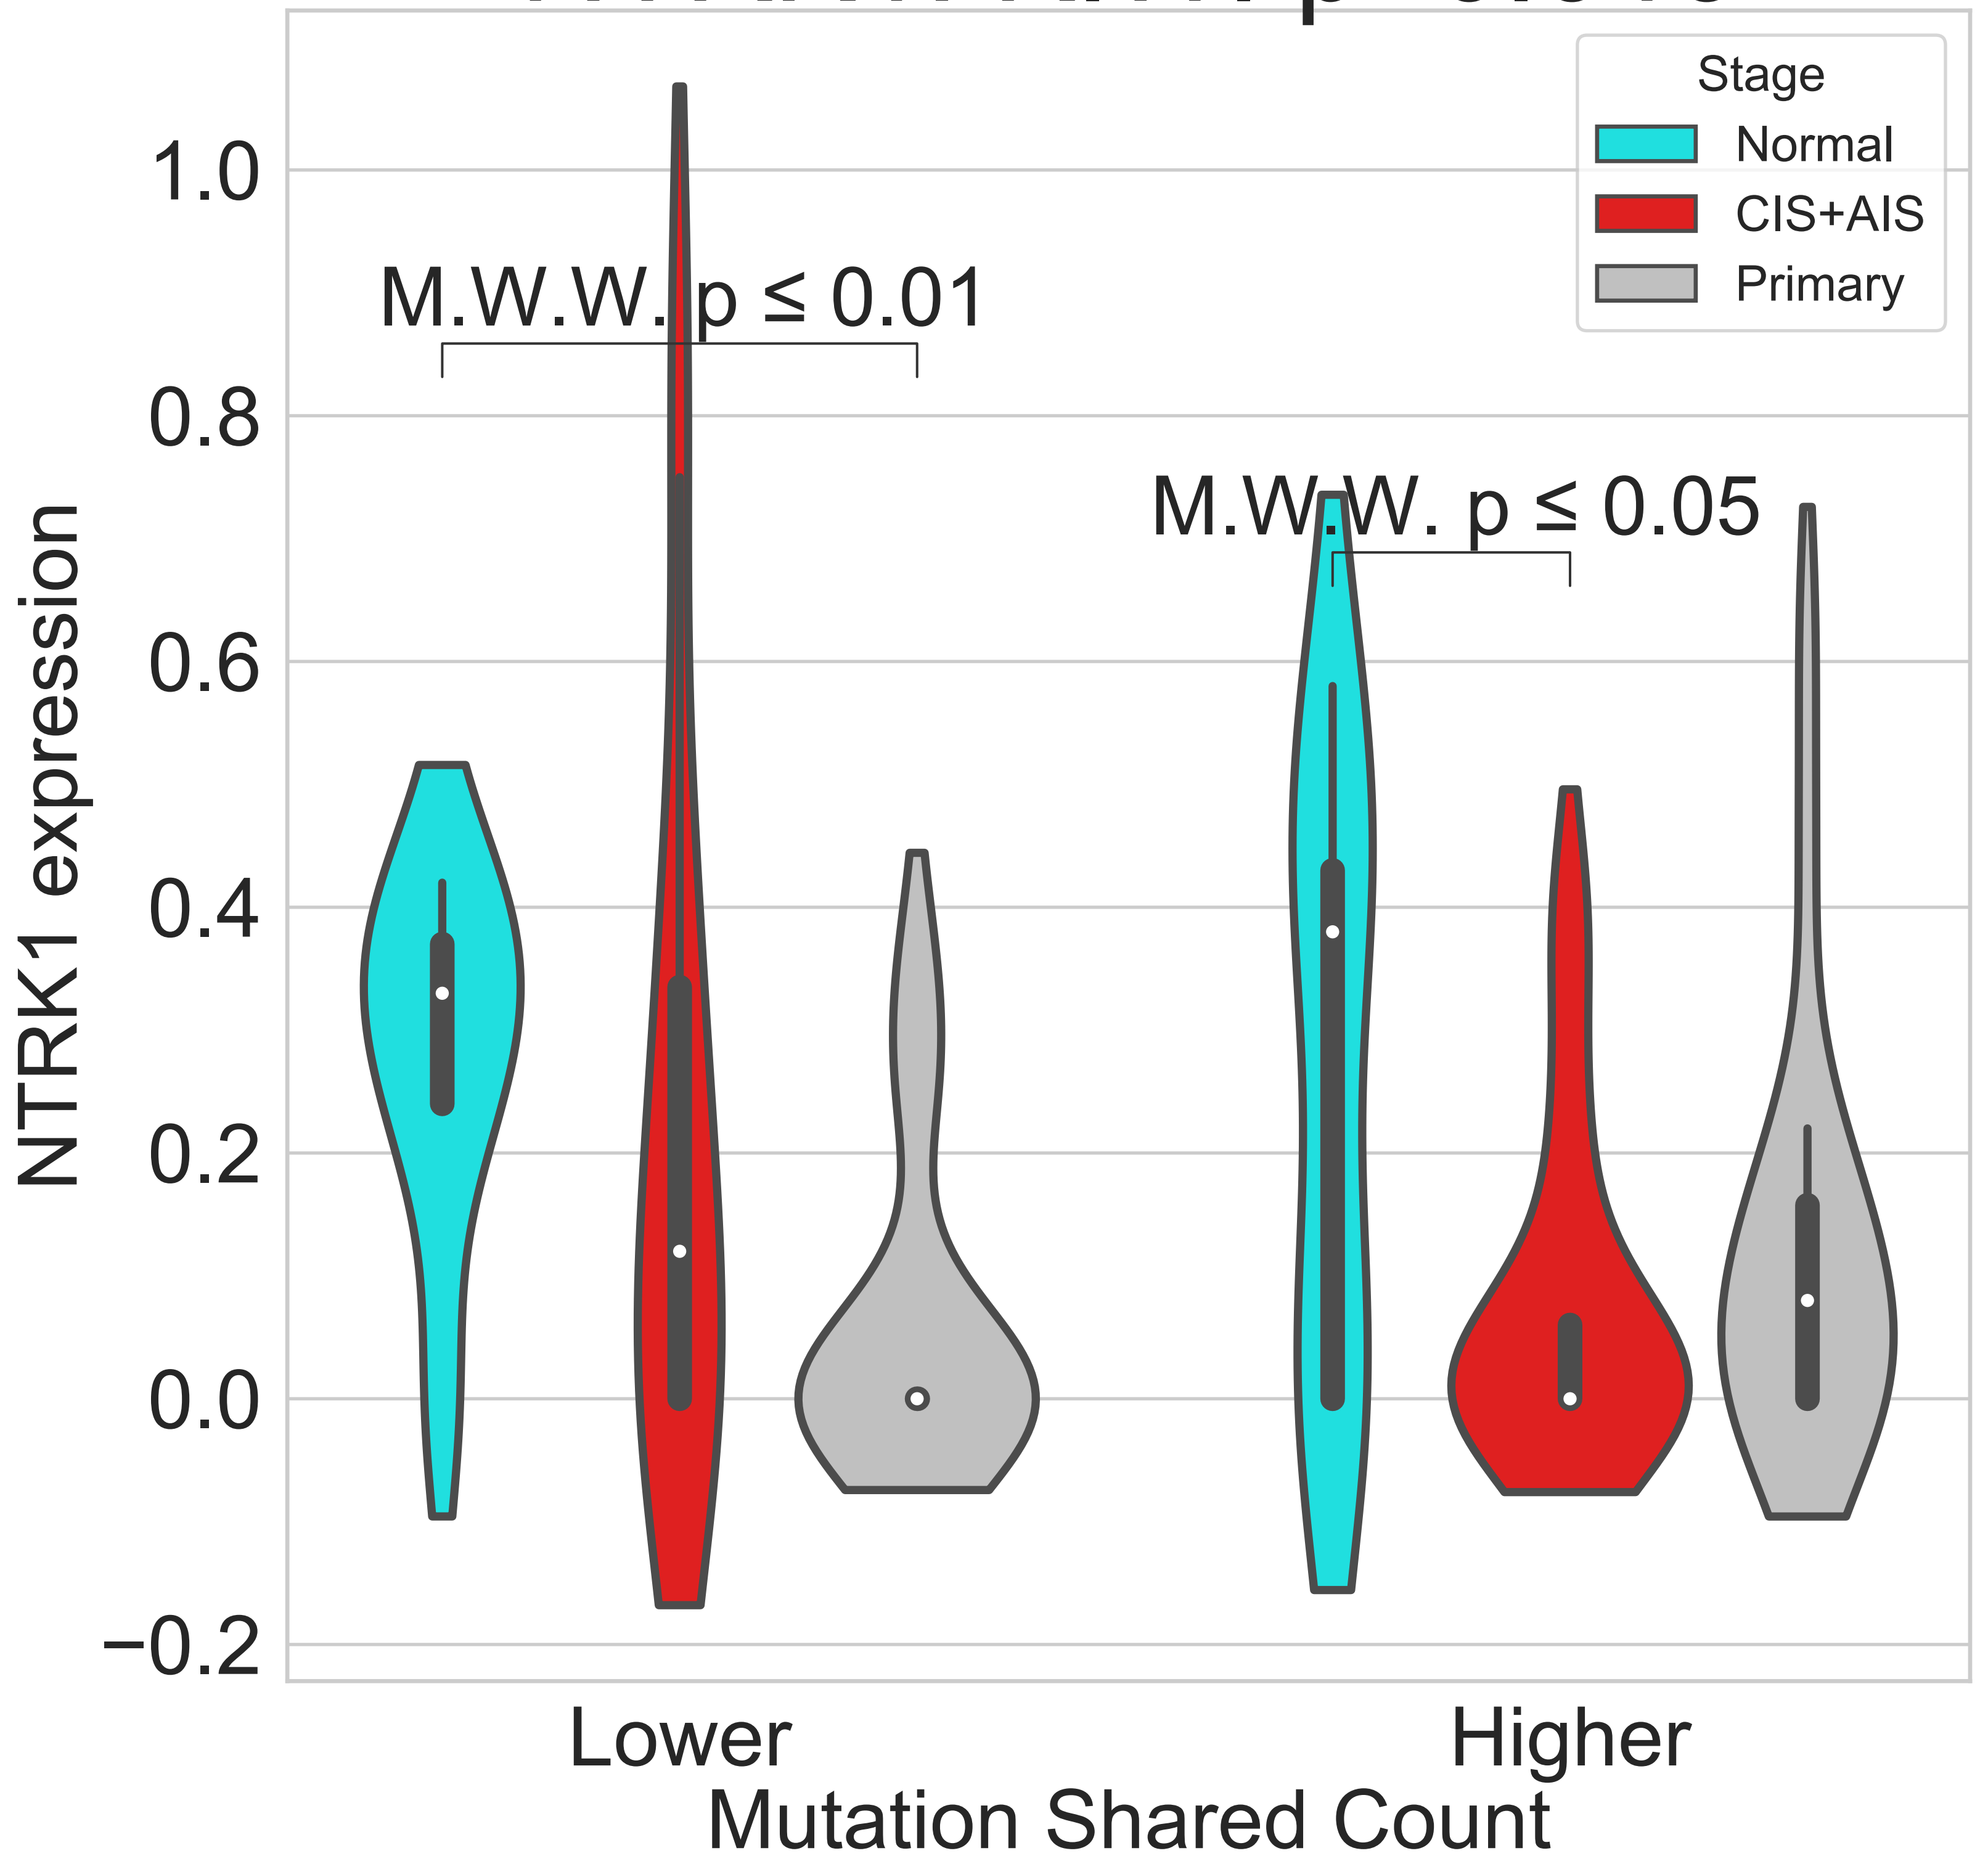 Stage
Normal
CIS+AIS
Primary
M.W.W. p ≤ 0.01
M.W.W. p ≤ 0.05
NTRK1 expression
1.0
0.8
0.6
0.4
0.2
0.0
−0.2
Lower
Higher
Mutation Shared Count